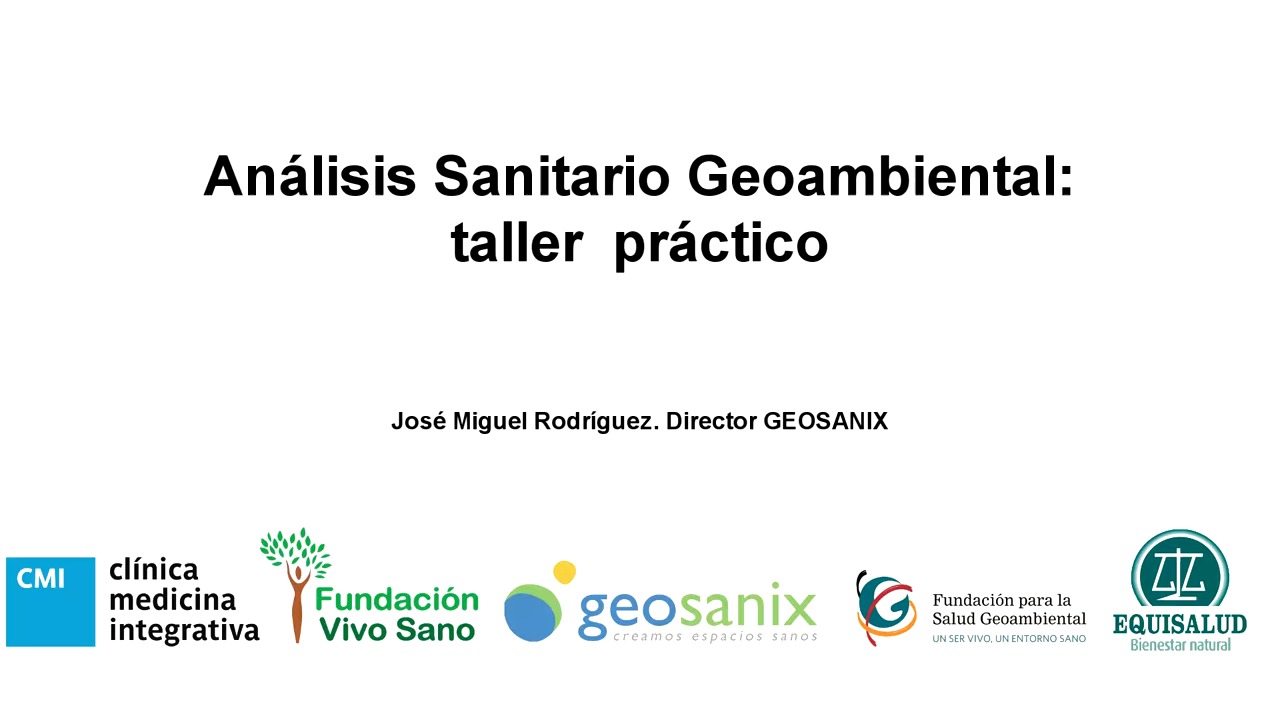 Análisis Sanitario Geoambiental:
taller  práctico
José Miguel Rodríguez. Director GEOSANIX
CMI
clínica
medicina
integrativa
Fundación
Vivo Sano
geosanix
creamos espacios sanos
Fundación para la
Salud Geoambiental
UN SER VIVO, UN ENTORNO SANO
EQUISALUD
Bienestar natural